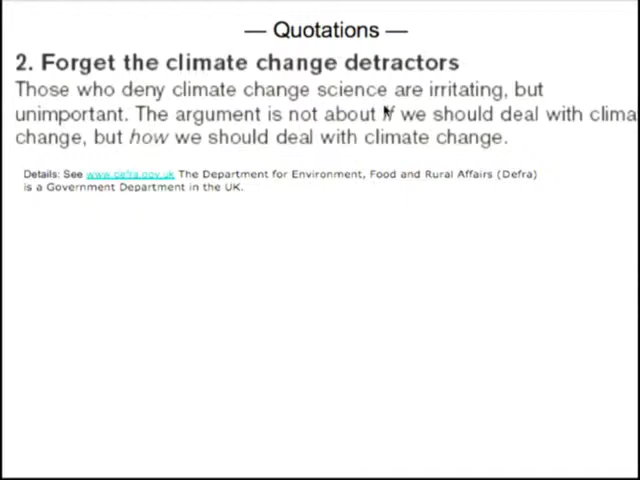 — Quotations —
2. Forget the climate change detractors
Those who deny climate change science are irritating, but
unimportant. The argument is not about if we should deal with clima
change, but how we should deal with climate change.
Details: See www.defra.gov.uk The Department for Environment, Food and Rural Affairs (Defra)
is a Government Department in the UK.